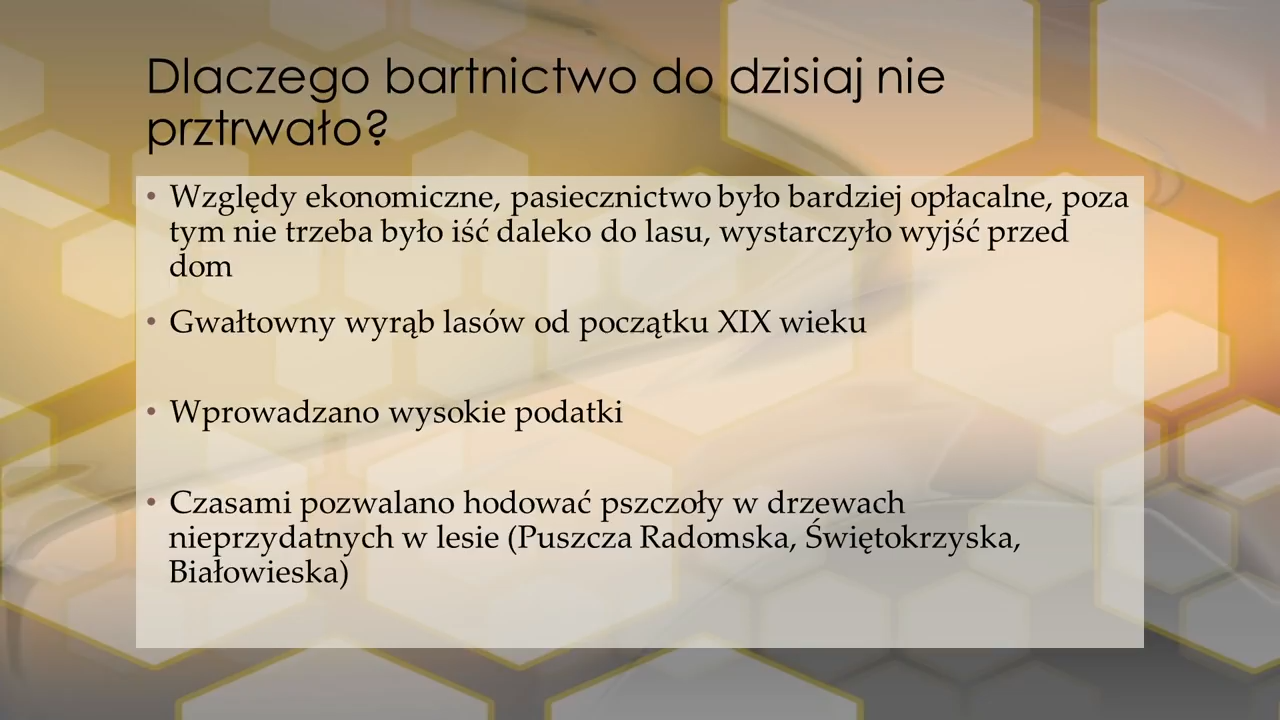 Dlaczego bartnictwo do dzisiaj nie
prztrwało?
• Względy ekonomiczne, pasiecznictwo było bardziej opłacalne, poza
tym nie trzeba było iść daleko do lasu, wystarczyło wyjść przed
dom
• Gwałtowny wyrąb lasów od początku XIX wieku
• Wprowadzano wysokie podatki
• Czasami pozwalano hodować pszczoły w drzewach
nieprzydatnych w lesie (Puszcza Radomska, Świętokrzyska,
Białowieska)